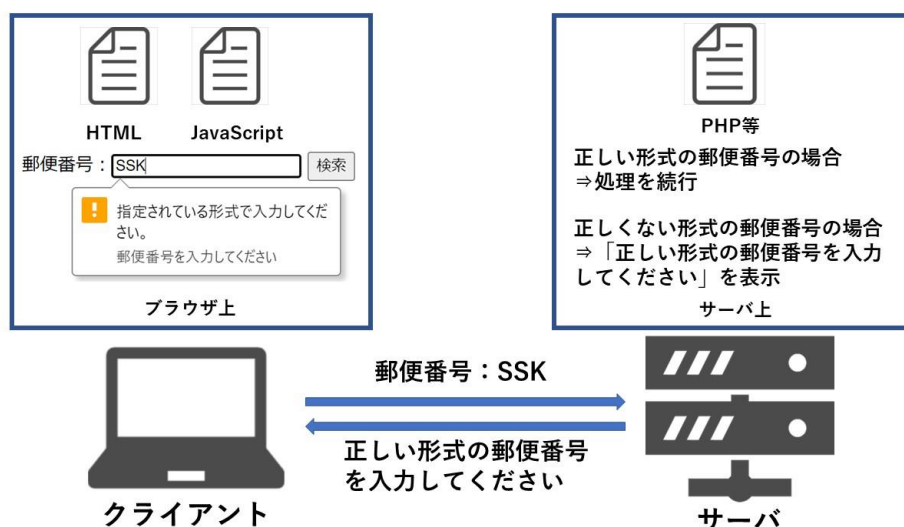 HTML
JavaScript
郵便番号：SSK
検索
!
指定されている形式で入力してくだ
さい。
郵便番号を入力してください
ブラウザ上
PHP等
正しい形式の郵便番号の場合
⇒処理を続行
正しくない形式の郵便番号の場合
⇒「正しい形式の郵便番号を入力
してください」を表示
サーバ上
郵便番号：SSK
正しい形式の郵便番号
を入力してください
クライアント
サーバ